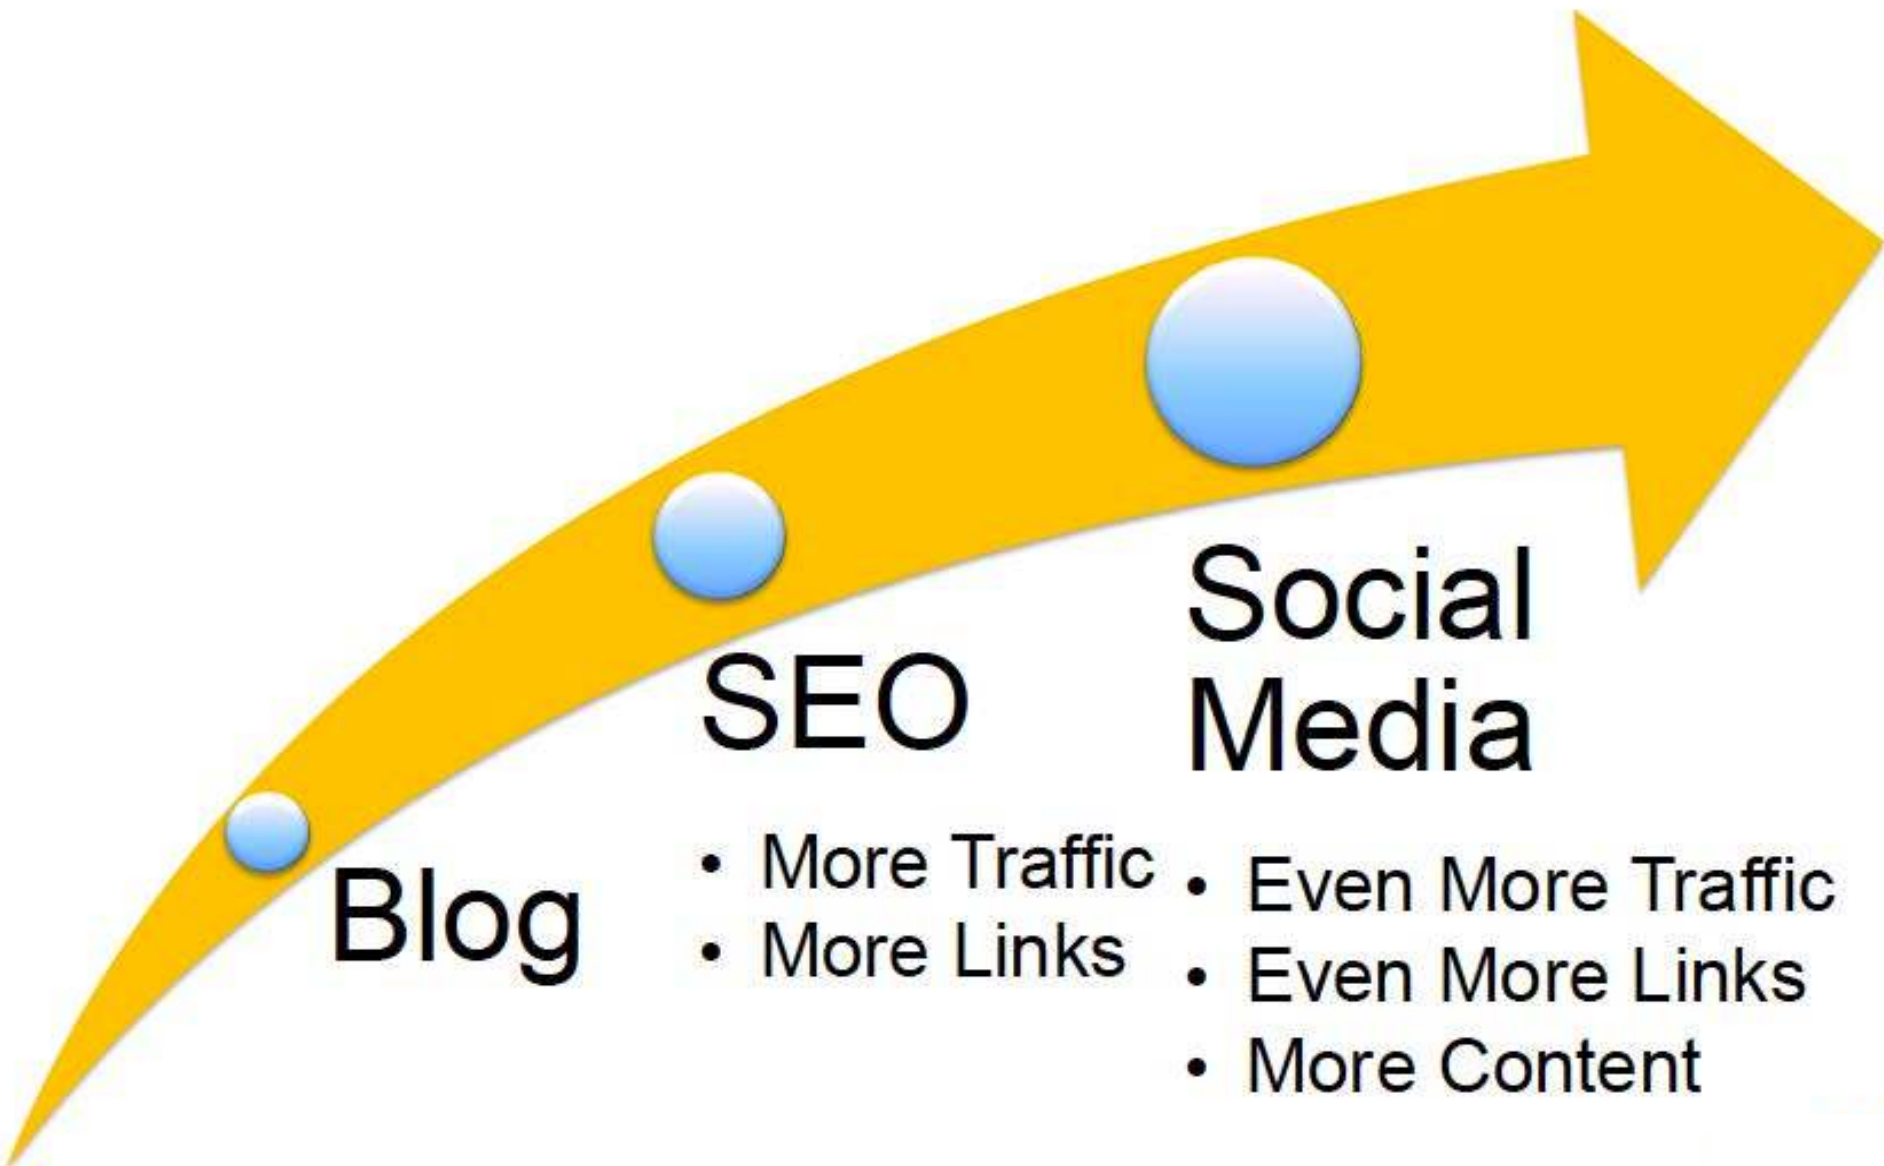 Blog
SEO
• More Traffic
• More Links
Social
Media
• Even More Traffic
• Even More Links
• More Content